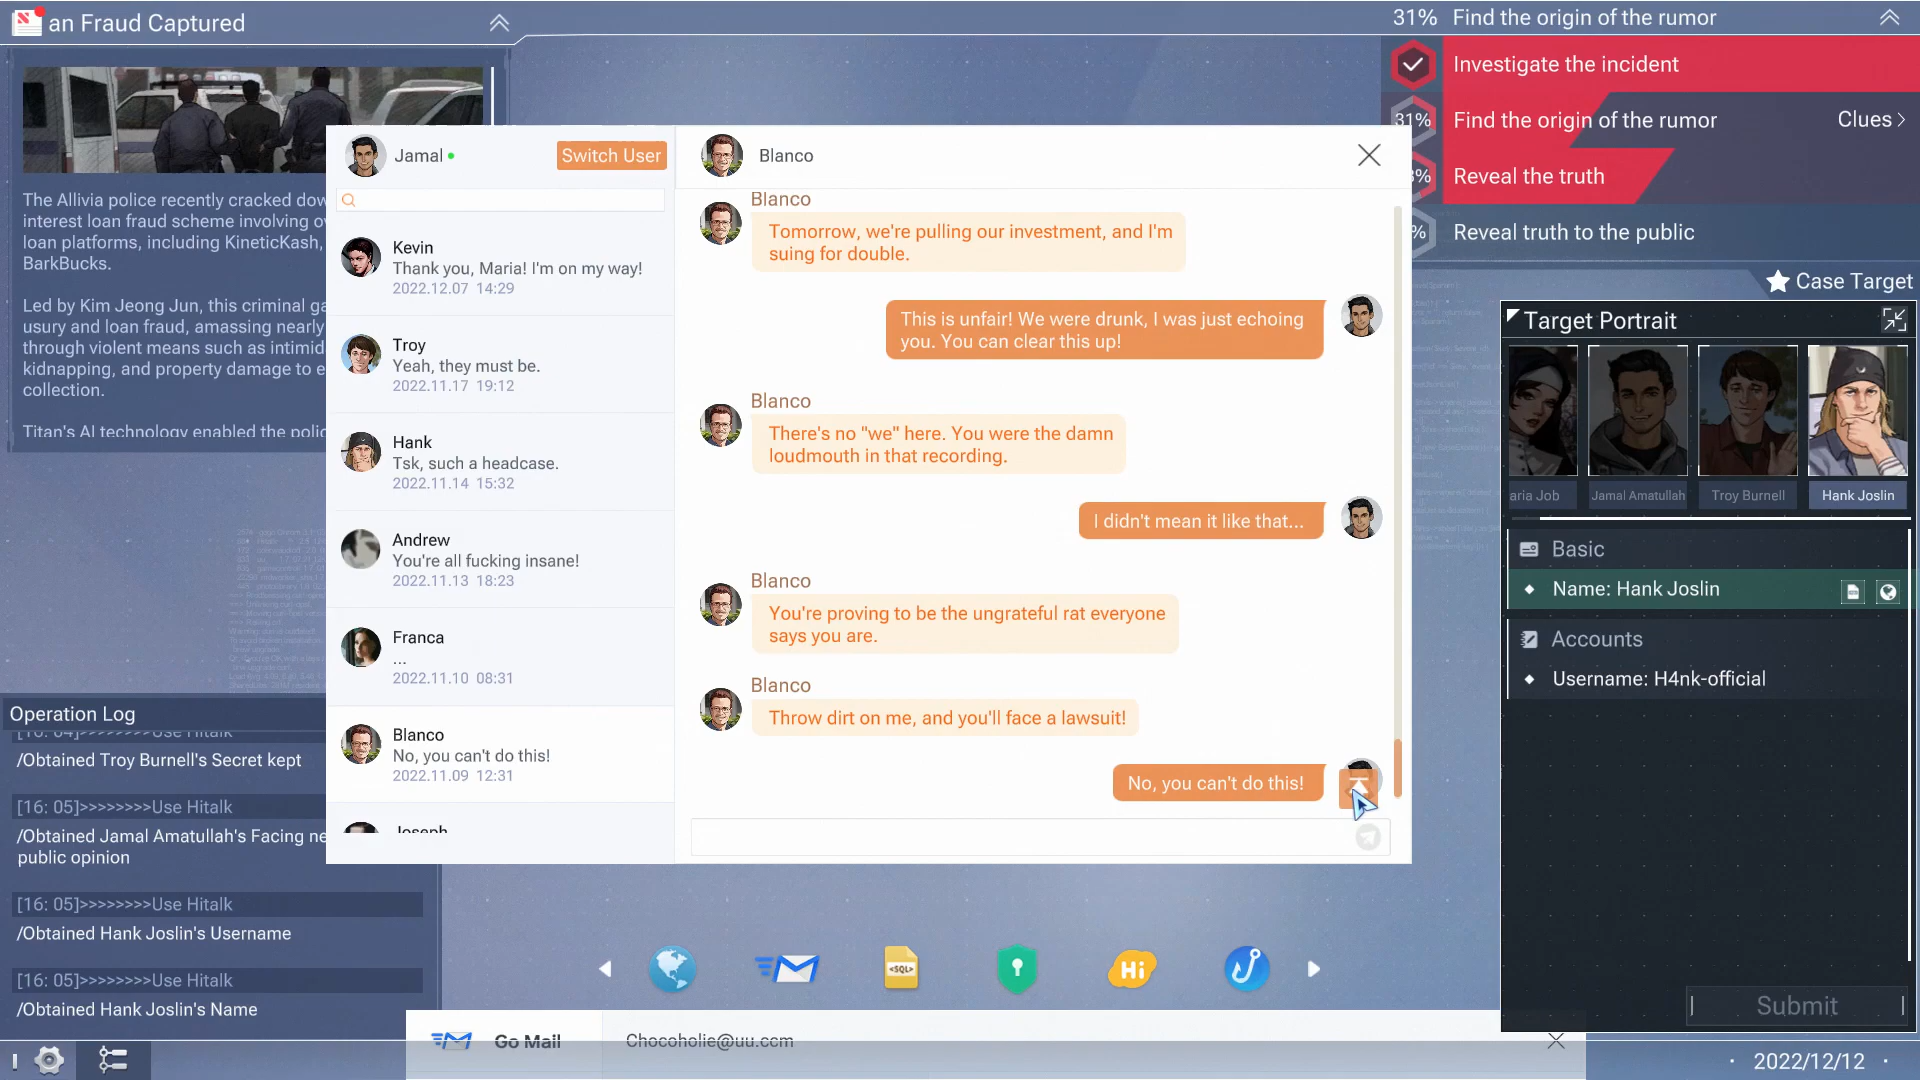 an Fraud Captured
The Allivia police recently cracked dow
interest loan fraud scheme involving o
loan platforms, including KineticKash,
BarkBucks.
Led by Kim Jeong Jun, this criminal ga
usury and loan fraud, amassing nearly
through violent means such as intimid
kidnapping, and property damage to e
collection.
Titan's AI technology enabled the polic
Operation Log
/Obtained Troy Burnell's Secret kept
[16: 05]>>>>>>>>Use Hitalk
/Obtained Jamal Amatullah's Facing ne
public opinion
[16: 05]>>>>>>>>Use Hitalk
/Obtained Hank Joslin's Username
[16: 05]>>>>>>>>Use Hitalk
/Obtained Hank Joslin's Name
Jamal
Switch User
Kevin
Thank you, Maria! I'm on my way!
2022.12.07 14:29
Troy
Yeah, they must be.
2022.11.17 19:12
Hank
Tsk, such a headcase.
2022.11.14 15:32
Andrew
You're all fucking insane!
2022.11.13 18:23
Franca
...
2022.11.10 08:31
Blanco
No, you can't do this!
2022.11.09 12:31
Joseph
Blanco
Blanco
Tomorrow, we're pulling our investment, and I'm
suing for double.
This is unfair! We were drunk, I was just echoing
you. You can clear this up!
Blanco
There's no "we" here. You were the damn
loudmouth in that recording.
I didn't mean it like that...
Blanco
You're proving to be the ungrateful rat everyone
says you are.
Blanco
Throw dirt on me, and you'll face a lawsuit!
No, you can't do this!
<SQL>
Hi
Go Mail
Chocoholie@uu.ccm
31% Find the origin of the rumor
Investigate the incident
31% Find the origin of the rumor
Clues >
% Reveal the truth
% Reveal truth to the public
Case Target
Target Portrait
aria Job
Jamal Amatullah
Troy Burnell
Hank Joslin
Basic
Name: Hank Joslin
Accounts
Username: H4nk-official
Submit
2022/12/12